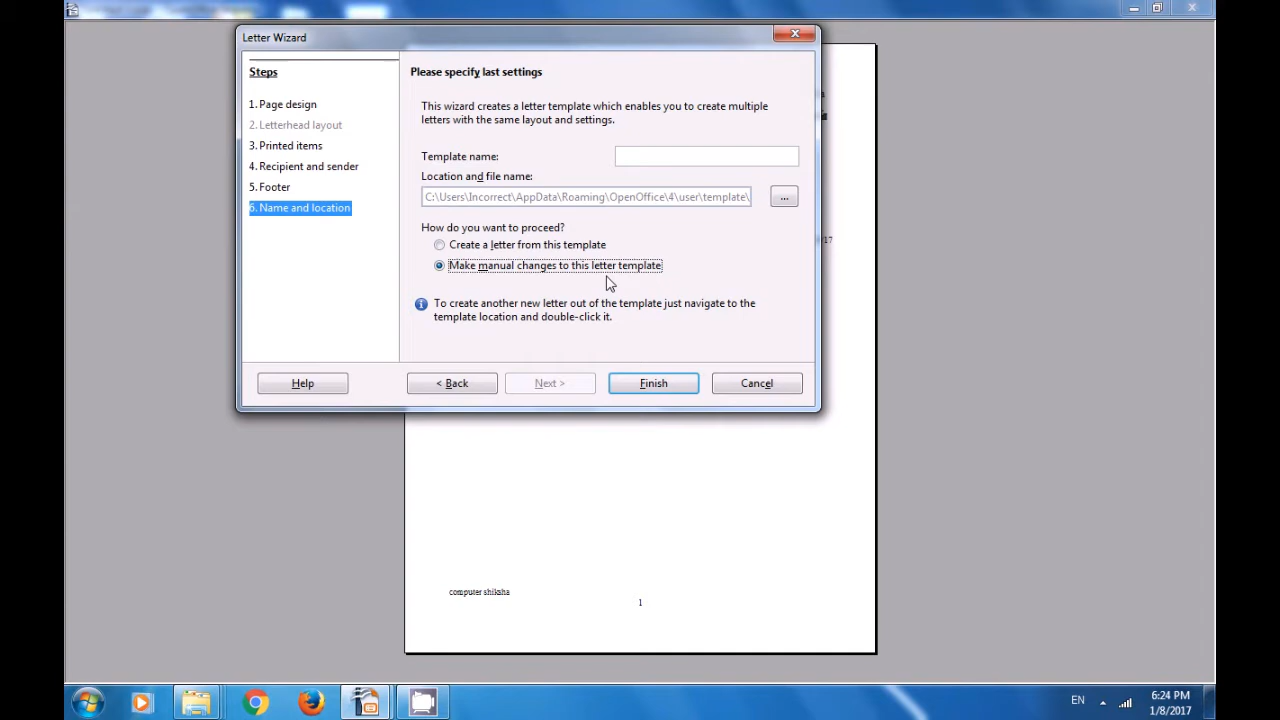 Letter Wizard
Steps
1. Page design
2. Letterhead layout
3. Printed items
4. Recipient and sender
5. Footer
6. Name and location
Please specify last settings
This wizard creates a letter template which enables you to create multiple
letters with the same layout and settings.
Template name:
Location and file name:
C:\Users\Incorrect\AppData\Roaming\OpenOffice\4\user\template\
...
How do you want to proceed?
Create a letter from this template
Make manual changes to this letter template
To create another new letter out of the template just navigate to the
template location and double-click it.
Help
< Back
Next >
Finish
Cancel
computer shiksha
1
EN
6:24 PM
1/8/2017